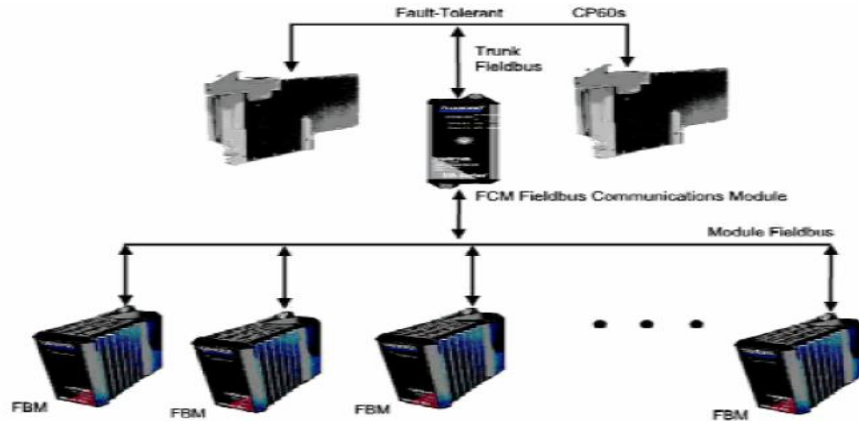 Fault-Tolerant CP60s
Trunk
Fieldbus
FCM Fieldbus Communications Module
Module Fieldbus
FBM
FBM
FBM
FBM